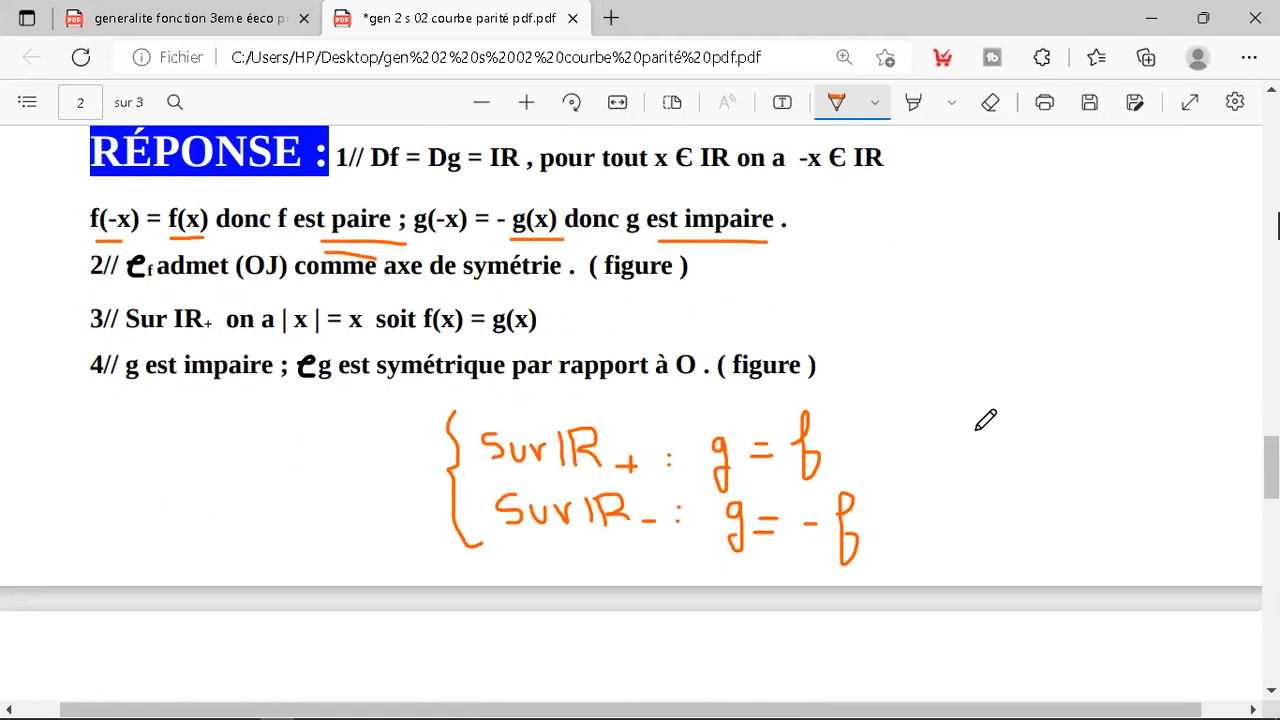 generalite fonction 3eme éeco p
*gen 2 s 02 courbe parité pdf.pdf
Fichier
C:/Users/HP/Desktop/gen%202%20s%2002%20courbe%20parité%20pdf.pdf
2 sur 3
RÉPONSE : 1// Df = Dg = IR , pour tout x Є IR on a -x Є IR
f(-x) = f(x) donc f est paire ; g(-x) = - g(x) donc g est impaire .
2// 𝒞f admet (OJ) comme axe de symétrie . ( figure )
3// Sur IR+ on a | x | = x soit f(x) = g(x)
4// g est impaire ; 𝒞g est symétrique par rapport à O . ( figure )
{ Sur IR+ : g = f
Sur IR- : g = - f